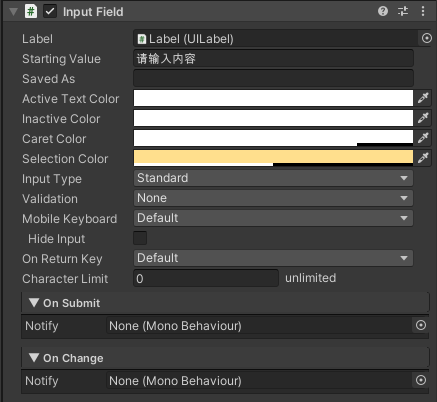 Input Field
Label Label (UILabel)
Starting Value 请输入内容
Saved As
Active Text Color
Inactive Color
Caret Color
Selection Color
Input Type Standard
Validation None
Mobile Keyboard Default
Hide Input
On Return Key Default
Character Limit 0 unlimited
On Submit
Notify None (Mono Behaviour)
On Change
Notify None (Mono Behaviour)